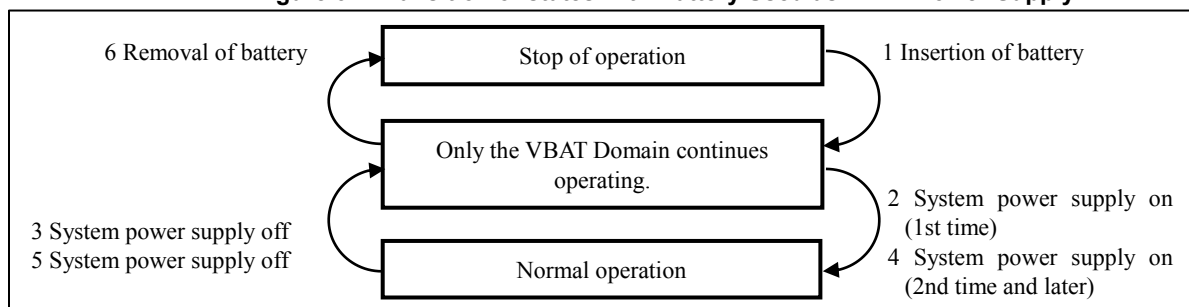 6 Removal of battery
Stop of operation
1 Insertion of battery
Only the VBAT Domain continues
operating.
3 System power supply off
5 System power supply off
Normal operation
2 System power supply on
(1st time)
4 System power supply on
(2nd time and later)